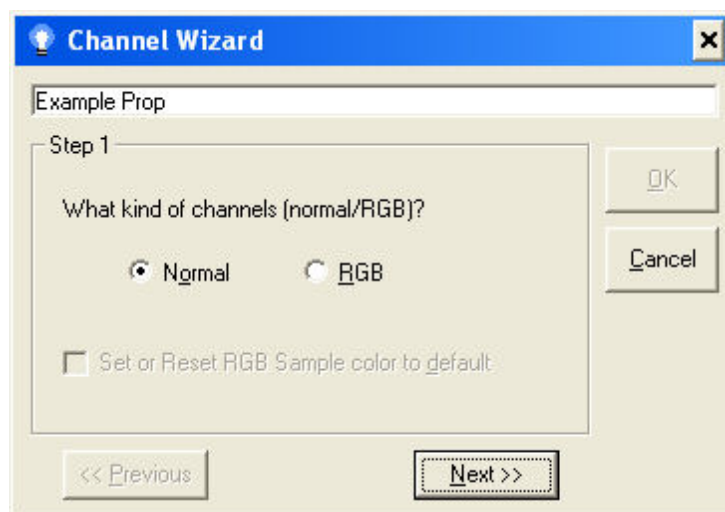 Channel Wizard
Example Prop
Step 1
What kind of channels (normal/RGB)?
Normal RGB
Set or Reset RGB Sample color to default
OK
Cancel
<< Previous Next >>